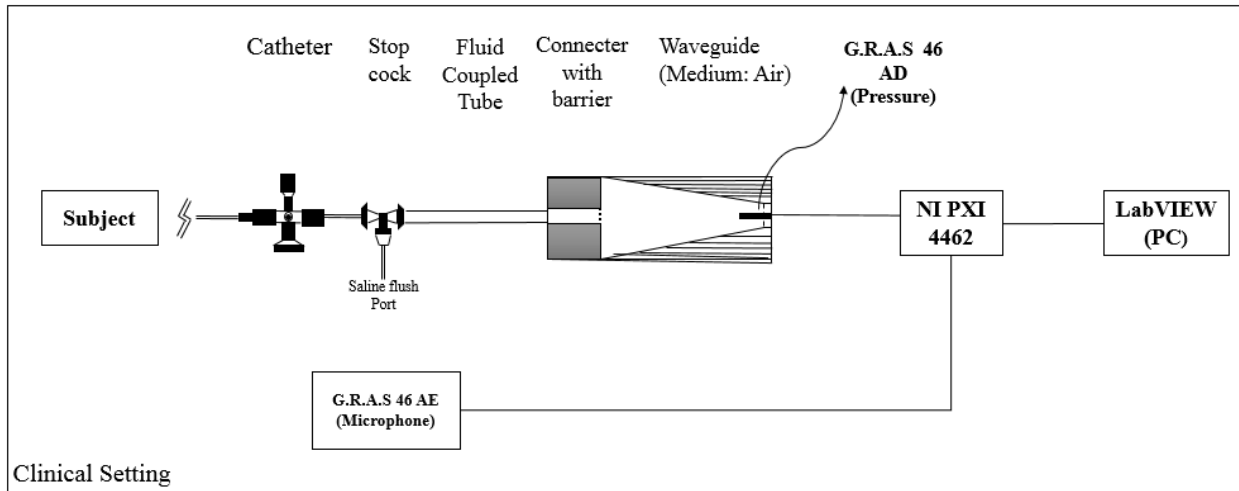 Catheter
Stop
cock
Fluid
Coupled
Tube
Connecter
with
barrier
Waveguide
(Medium: Air)
G.R.A.S 46
AD
(Pressure)
Subject
Saline flush
Port
NI PXI
4462
LabVIEW
(PC)
G.R.A.S 46 AE
(Microphone)
Clinical Setting